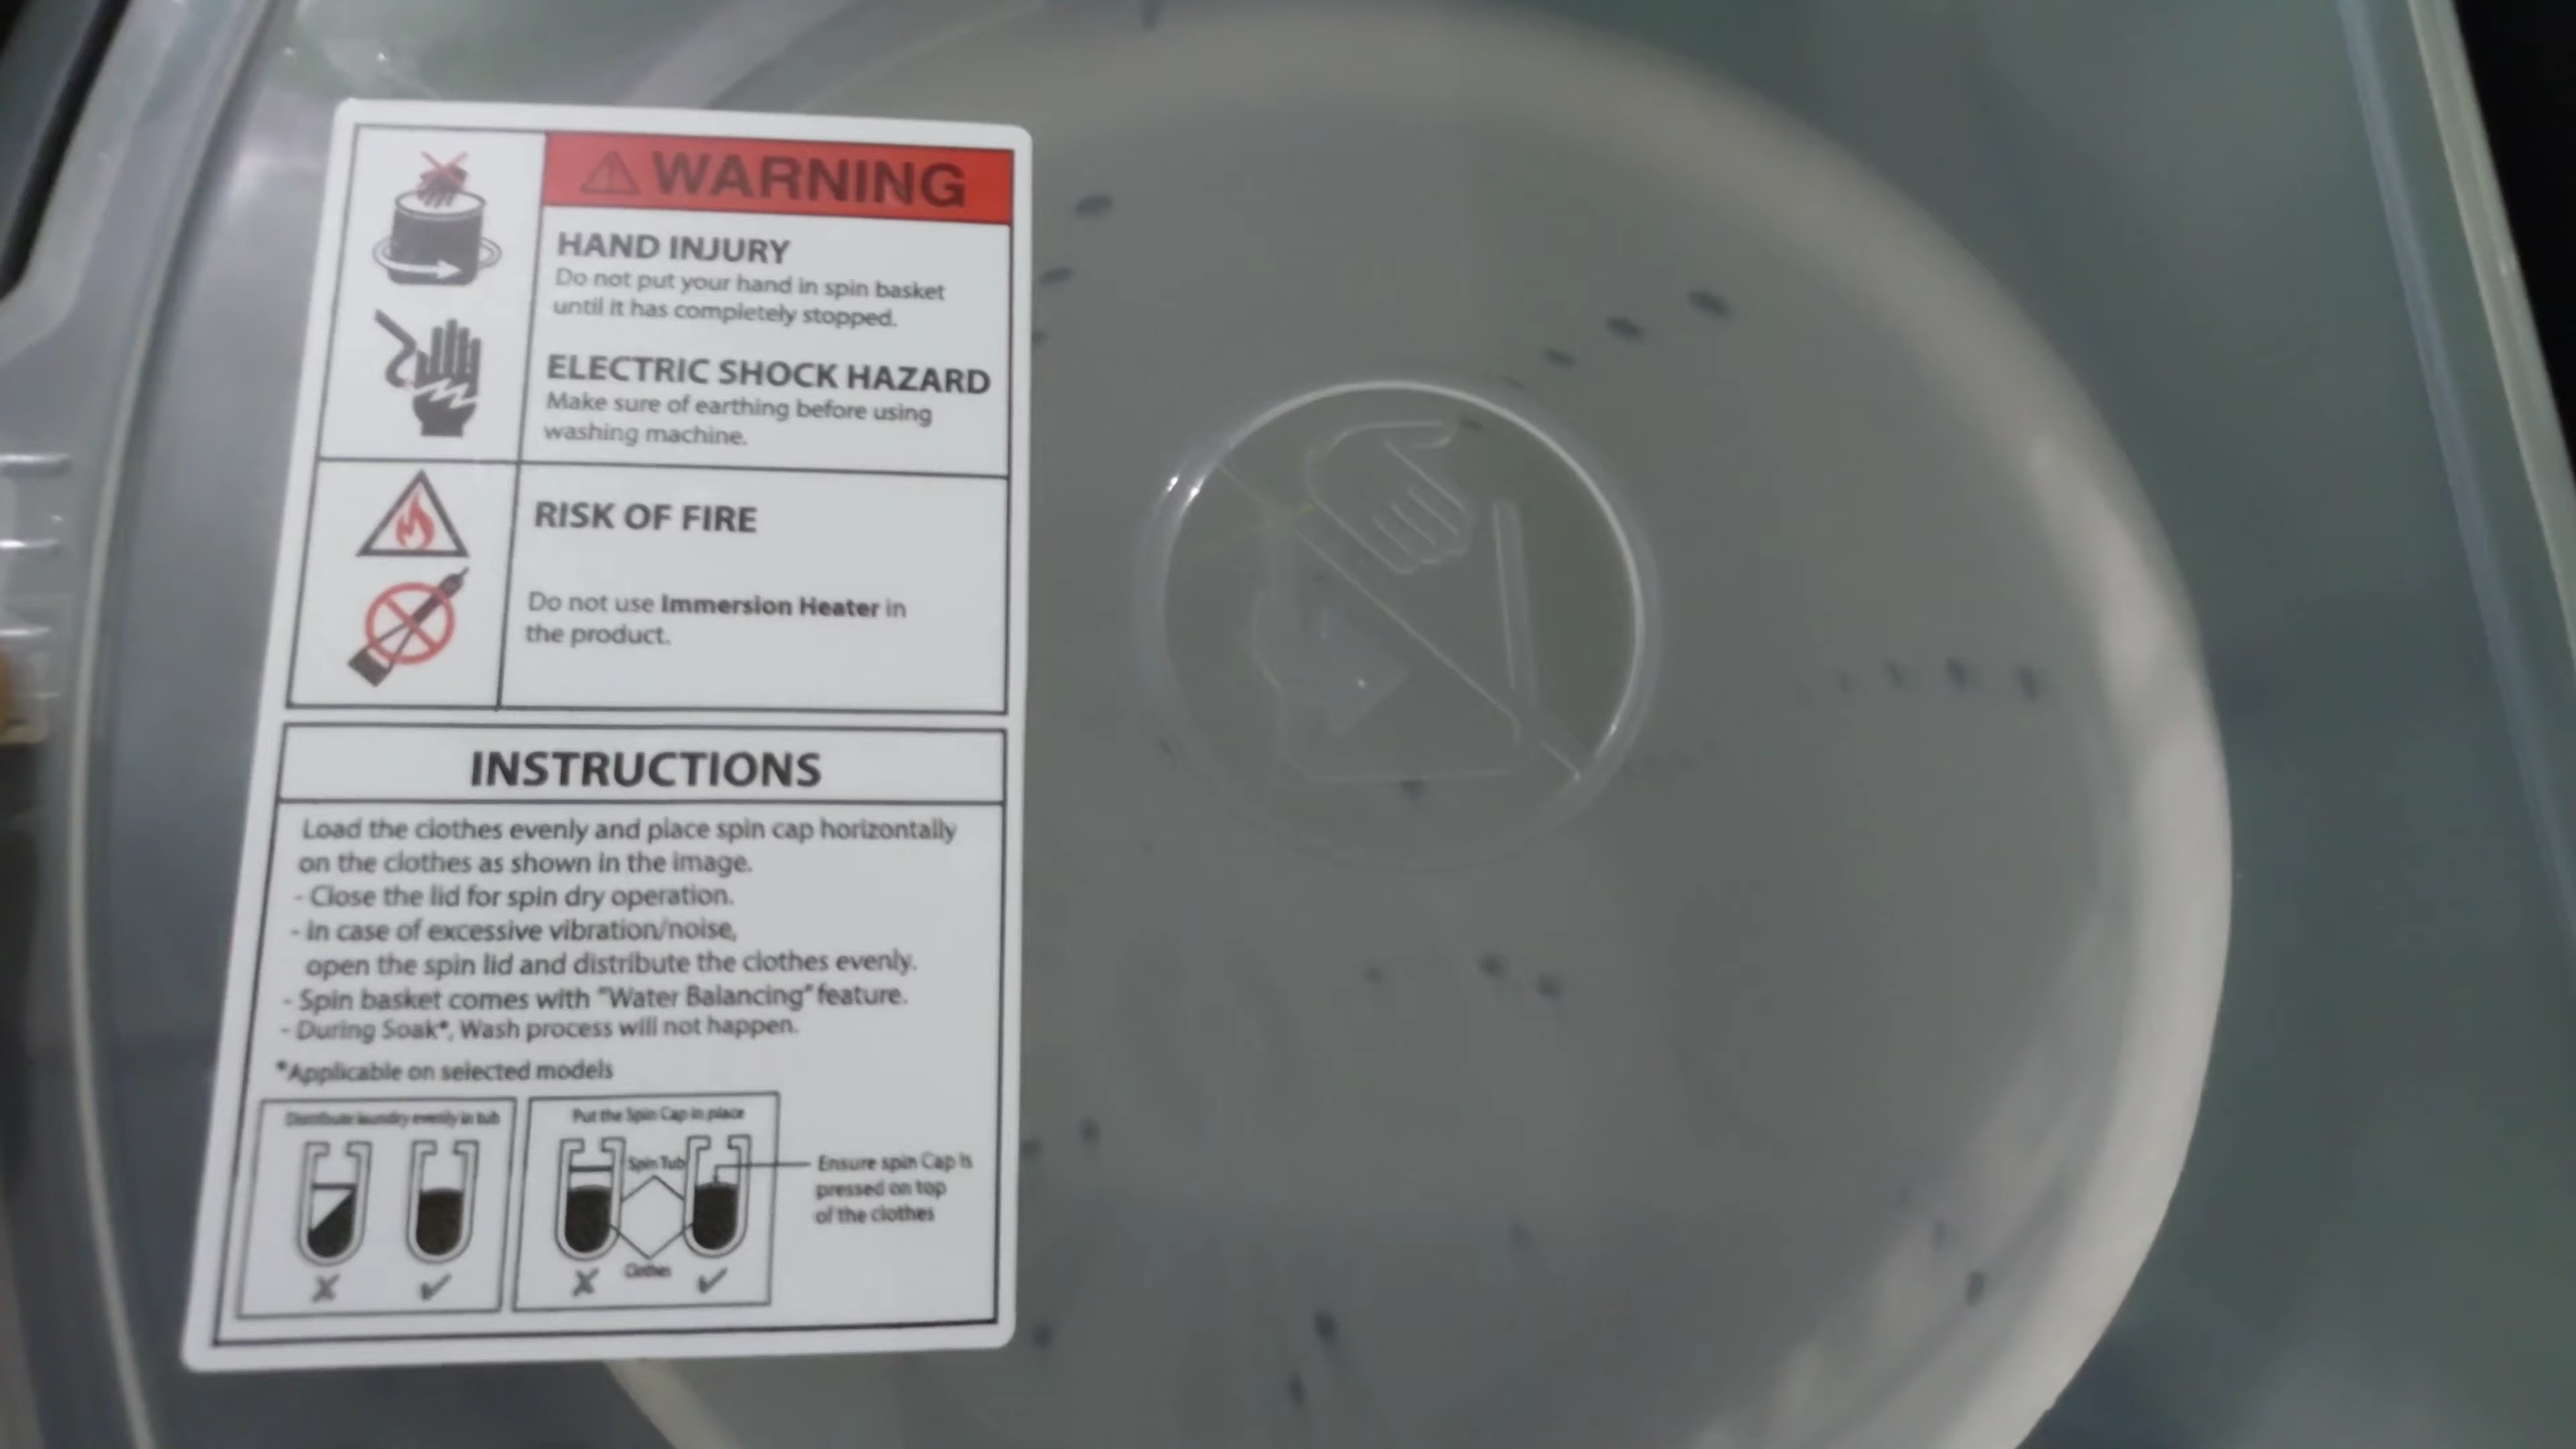 WARNING
HAND INJURY
Do not put your hand in spin basket
until it has completely stopped.
ELECTRIC SHOCK HAZARD
Make sure of earthing before using
washing machine.
RISK OF FIRE
Do not use Immersion Heater in
the product.
INSTRUCTIONS
Load the clothes evenly and place spin cap horizontally
on the clothes as shown in the image.
- Close the lid for spin dry operation.
- In case of excessive vibration/noise,
open the spin lid and distribute the clothes evenly.
- Spin basket comes with "Water Balancing" feature.
- During Soak*, Wash process will not happen.
*Applicable on selected models
Distribute laundry evenly in tub
Put the Spin Cap in place
Spin Tub
Clothes
Ensure spin Cap is
pressed on top
of the clothes